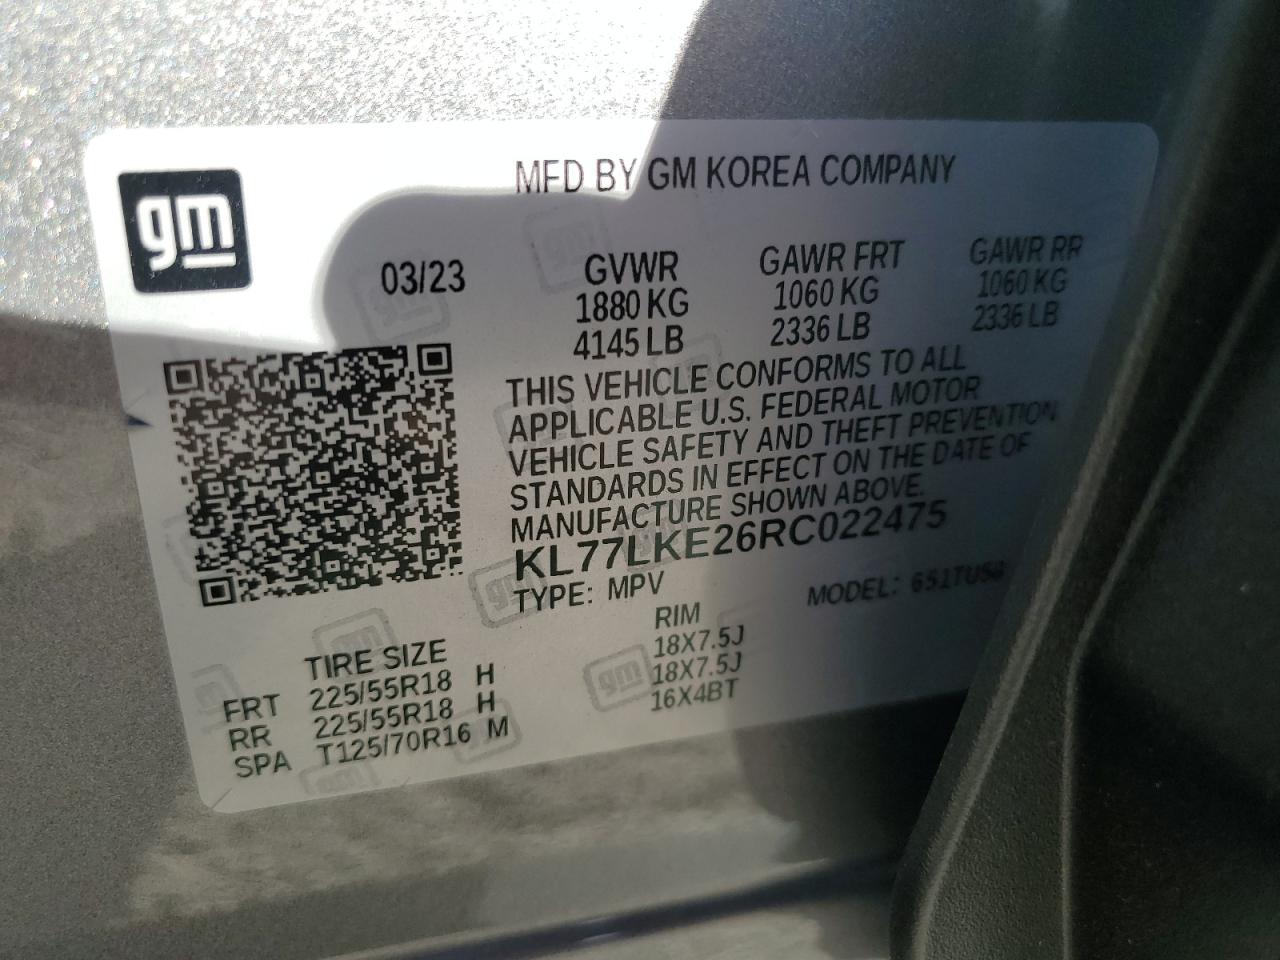 gm
MFD BY GM KOREA COMPANY
03/23
GVWR GAWR FRT GAWR RR
1880 KG 1060 KG 1060 KG
4145 LB 2336 LB 2336 LB
THIS VEHICLE CONFORMS TO ALL
APPLICABLE U.S. FEDERAL MOTOR
VEHICLE SAFETY AND THEFT PREVENTION
STANDARDS IN EFFECT ON THE DATE OF
MANUFACTURE SHOWN ABOVE.
KL77LKE26RC022475
TYPE: MPV MODEL:
TIRE SIZE RIM
FRT 225/55R18 H 18X7.5J
RR 225/55R18 H 18X7.5J
SPA T125/70R16 M 16X4BT